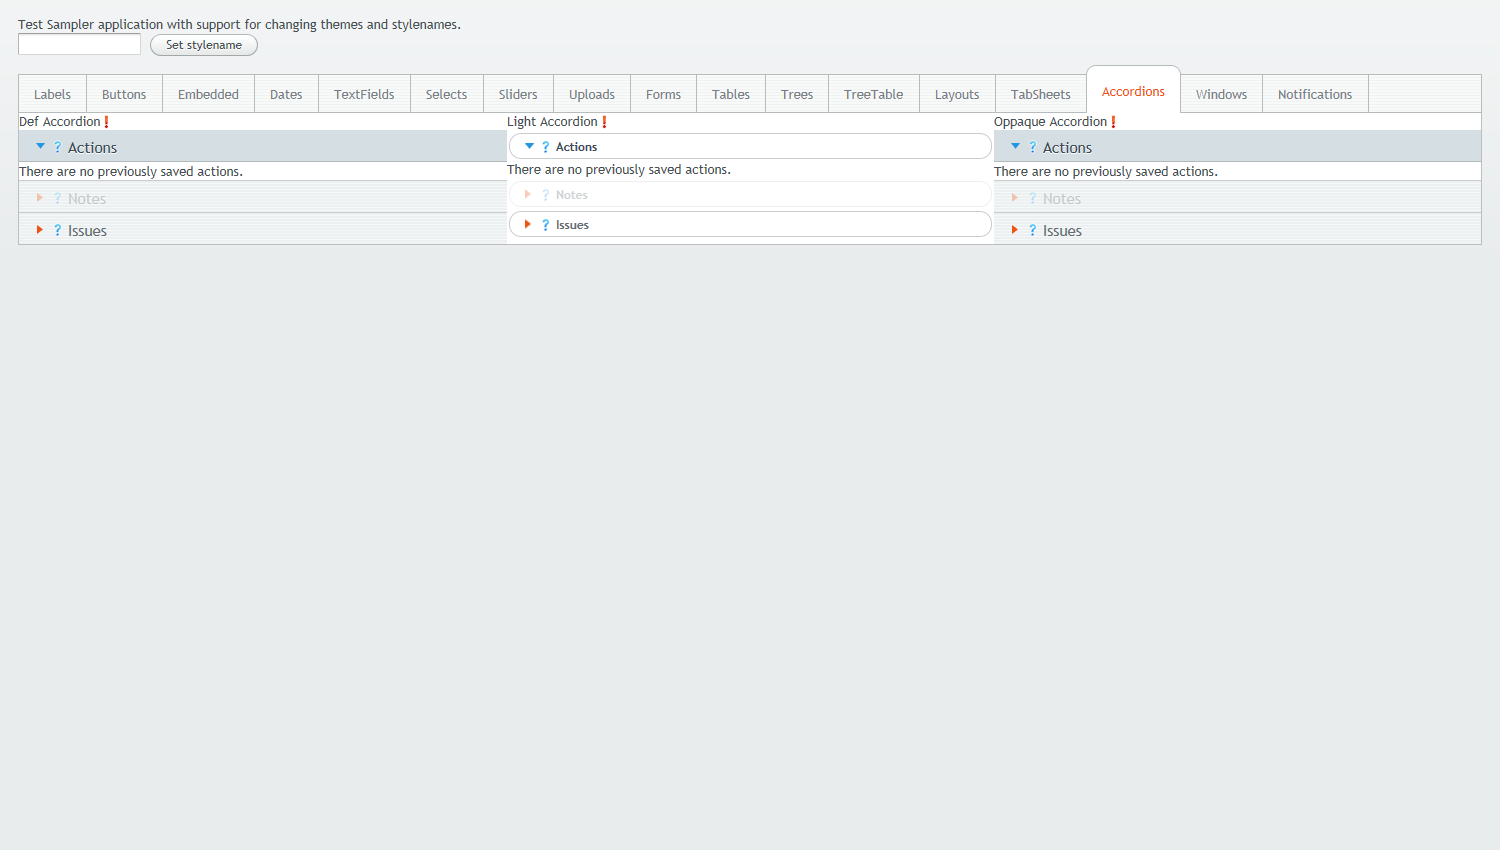 Test Sampler application with support for changing themes and stylenames.
Set stylename
Labels Buttons Embedded Dates TextFields Selects Sliders Uploads Forms Tables Trees TreeTable Layouts TabSheets Accordions Windows Notifications
Def Accordion !
? Actions
There are no previously saved actions.
? Notes
? Issues
Light Accordion !
? Actions
There are no previously saved actions.
? Notes
? Issues
Oppaque Accordion !
? Actions
There are no previously saved actions.
? Notes
? Issues